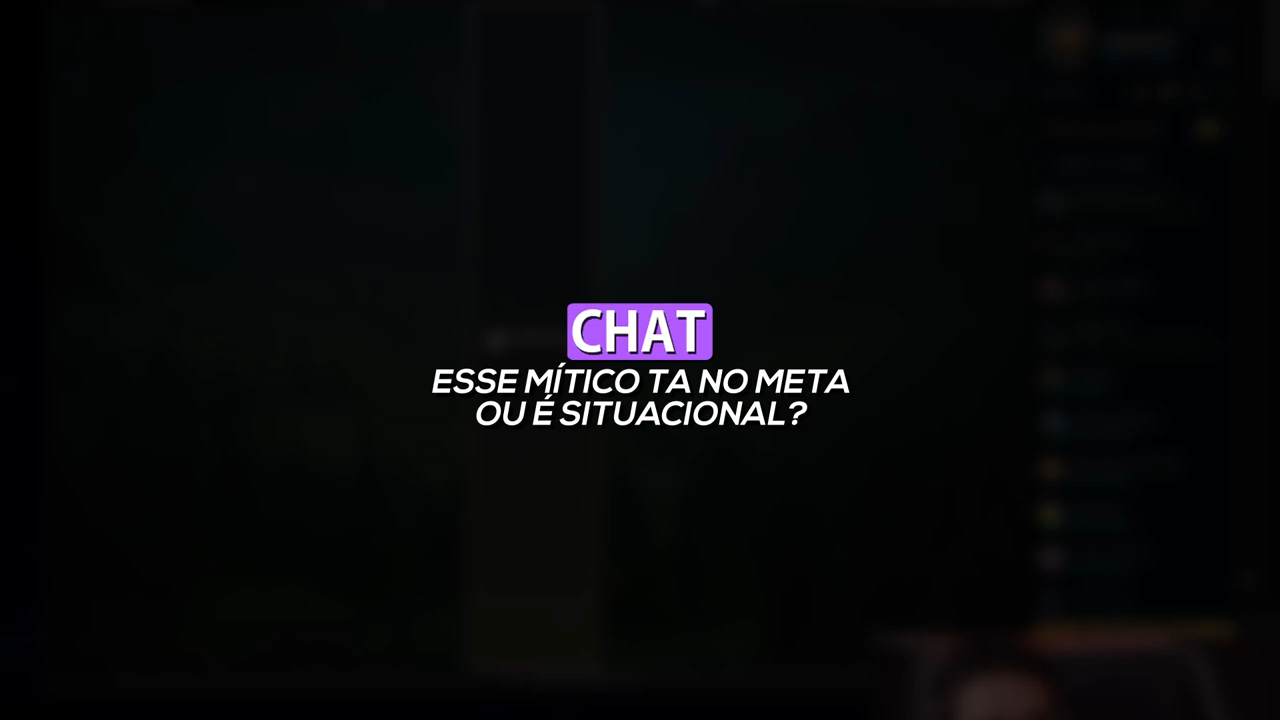 CHAT
ESSE MÍTICO TA NO META
OU É SITUACIONAL?